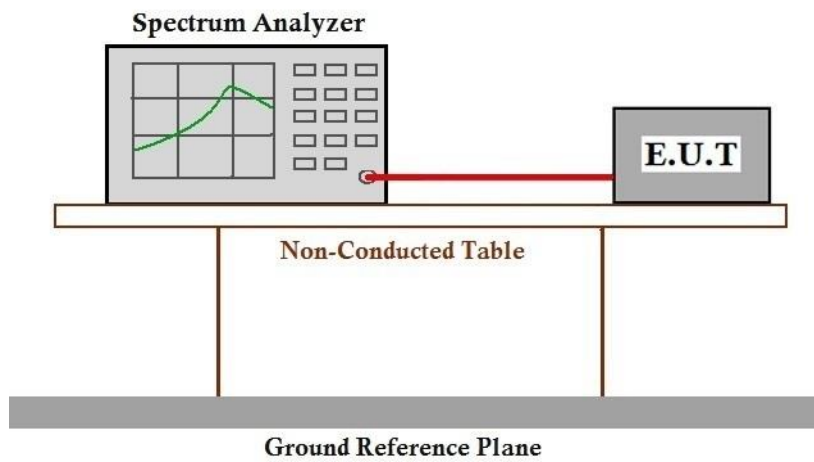 Spectrum Analyzer
E.U.T
Non-Conducted Table
Ground Reference Plane